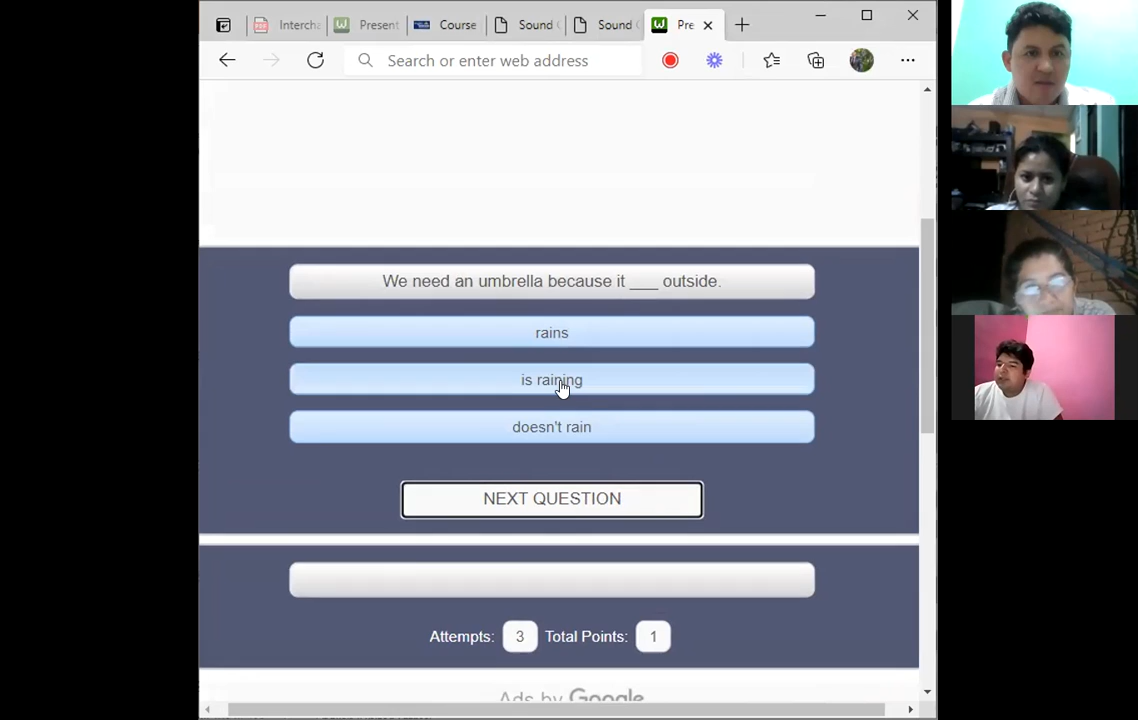 Interch
Present
Course
Sound
Sound
Pre
Search or enter web address
We need an umbrella because it ___ outside.
rains
is raining
doesn't rain
NEXT QUESTION
Attempts: 3 Total Points: 1
Ads by Google